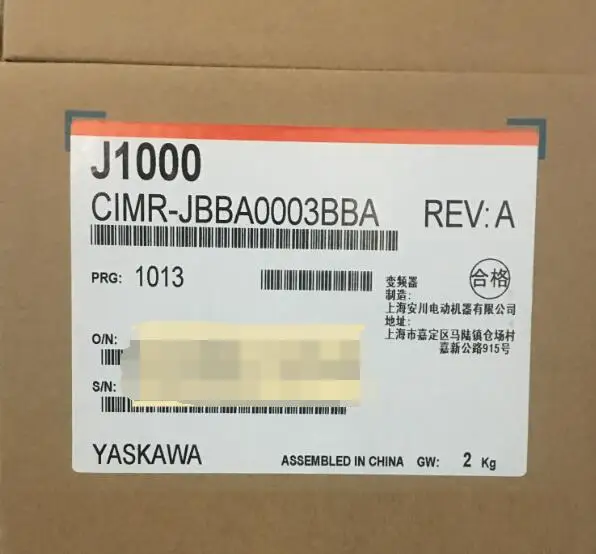 J1000
CIMR-JBBA0003BBA REV: A
PRG: 1013
变频器
合格
制造:
上海安川电动机器有限公司
地址:
上海市嘉定区马陆镇仓场村
嘉新公路915号
O/N:
S/N:
YASKAWA
ASSEMBLED IN CHINA GW: 2 Kg